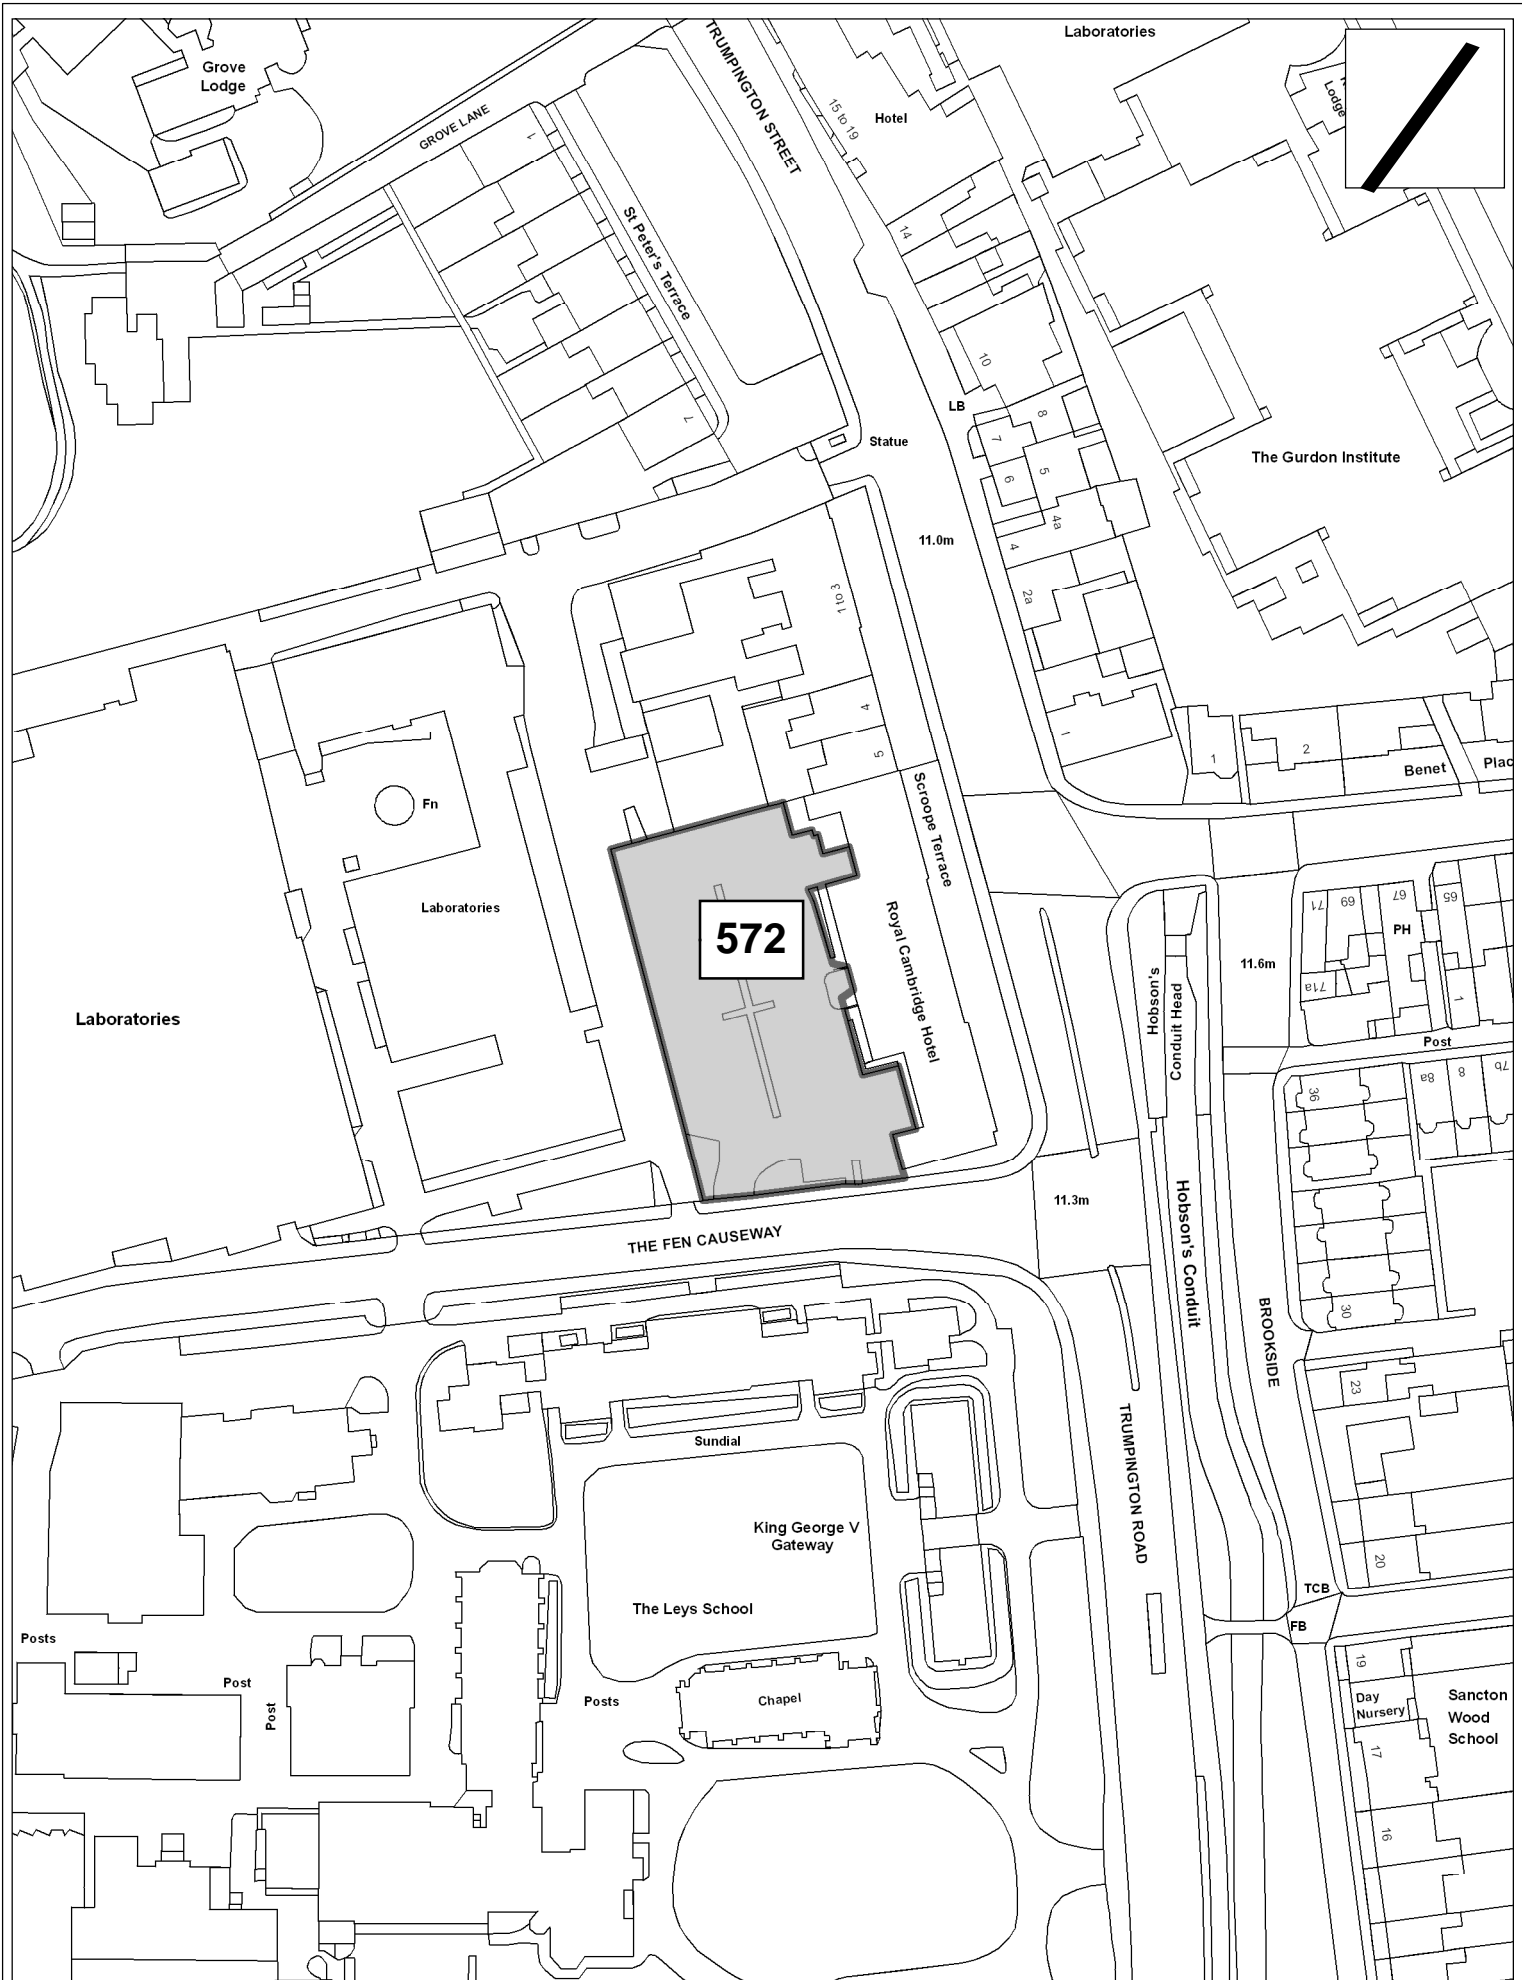 Laboratories
Grove
Lodge
TRUMPINGTON STREET
Lodge
15 to 19
Hotel
GROVE LANE
1
St Peter's Terrace
14
10
LB
8
7
7
Statue
The Gurdon Institute
5
6
4a
11.0m
4
2a
1 to 3
4
1
5
1
2
Benet
Plac
Scroope Terrace
Fn
Laboratories
Royal Cambridge Hotel
572
71
69
67
65
PH
11.6m
71a
1
Hobson's
Conduit Head
Laboratories
Post
36
8a
8
7b
11.3m
Hobson's Conduit
THE FEN CAUSEWAY
BROOKSIDE
30
23
TRUMPINGTON ROAD
Sundial
King George V
Gateway
20
TCB
The Leys School
FB
Posts
19
Post
Post
Posts
Chapel
Day
Nursery
Sancton
Wood
School
17
16